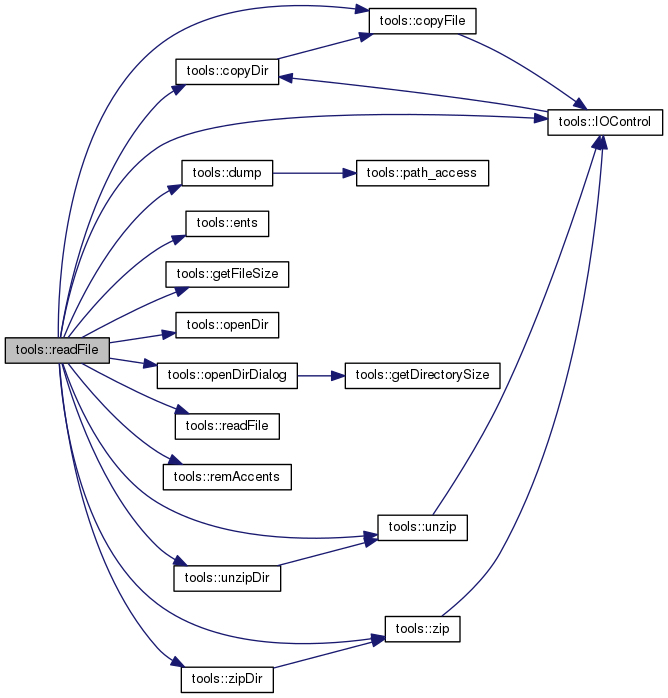 tools::copyFile
tools::copyDir
tools::IOControl
tools::dump
tools::path_access
tools::ents
tools::getFileSize
tools::openDir
tools::readFile
tools::openDirDialog
tools::getDirectorySize
tools::readFile
tools::remAccents
tools::unzip
tools::unzipDir
tools::zip
tools::zipDir